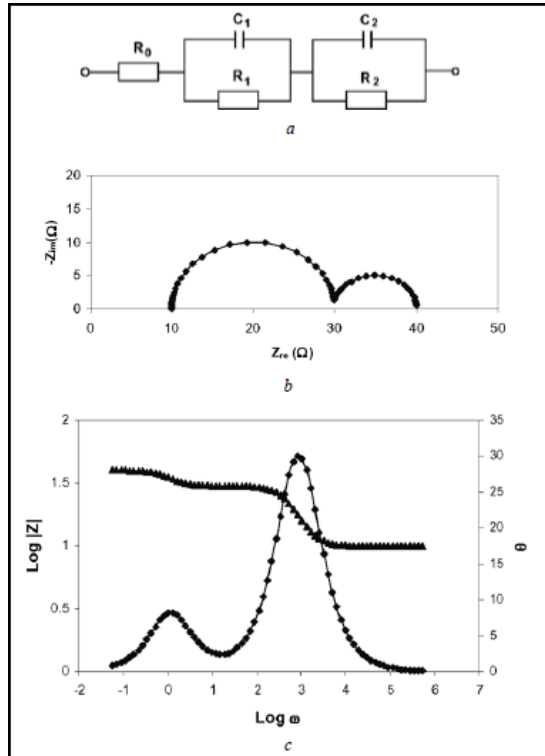 C₁ C₂
R₀
R₁ R₂
a
20
15
10
5
0
-Zim(Ω)
0 10 20 30 40 50
Zre (Ω)
b
2 35
30
1.5 25
20
1
15
0.5 10
5
0 0
Log |Z|
θ
-2 -1 0 1 2 3 4 5 6 7
Log ω
c